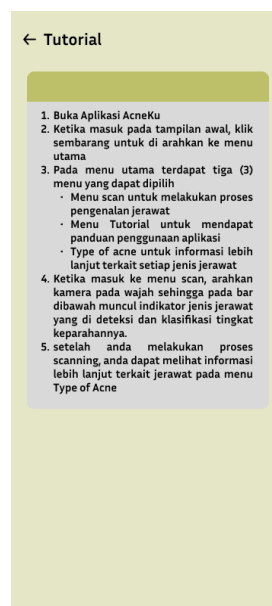 ← Tutorial
1. Buka Aplikasi AcneKu
2. Ketika masuk pada tampilan awal, klik
sembarang untuk di arahkan ke menu
utama
3. Pada menu utama terdapat tiga (3)
menu yang dapat dipilih
· Menu scan untuk melakukan proses
pengenalan jerawat
· Menu Tutorial untuk mendapat
panduan penggunaan aplikasi
· Type of acne untuk informasi lebih
lanjut terkait setiap jenis jerawat
4. Ketika masuk ke menu scan, arahkan
kamera pada wajah sehingga pada bar
dibawah muncul indikator jenis jerawat
yang di deteksi dan klasifikasi tingkat
keparahannya.
5. setelah anda melakukan proses
scanning, anda dapat melihat informasi
lebih lanjut terkait jerawat pada menu
Type of Acne